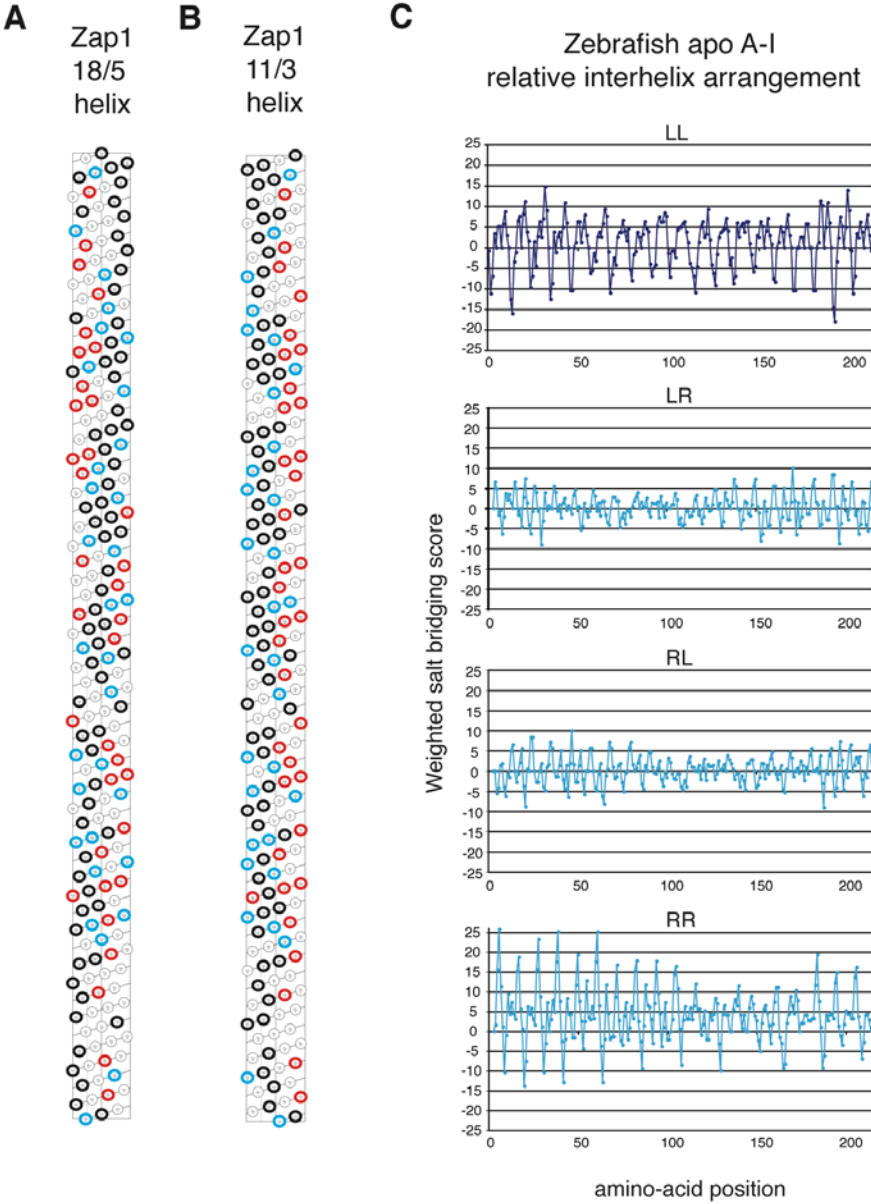 A
Zap1
18/5
helix
B
Zap1
11/3
helix
C
Zebrafish apo A-I
relative interhelix arrangement
Weighted salt bridging score
LL
25
20
15
10
5
0
-5
-10
-15
-20
-25
0 50 100 150 200
LR
25
20
15
10
5
0
-5
-10
-15
-20
-25
0 50 100 150 200
RL
25
20
15
10
5
0
-5
-10
-15
-20
-25
0 50 100 150 200
RR
25
20
15
10
5
0
-5
-10
-15
-20
-25
0 50 100 150 200
amino-acid position